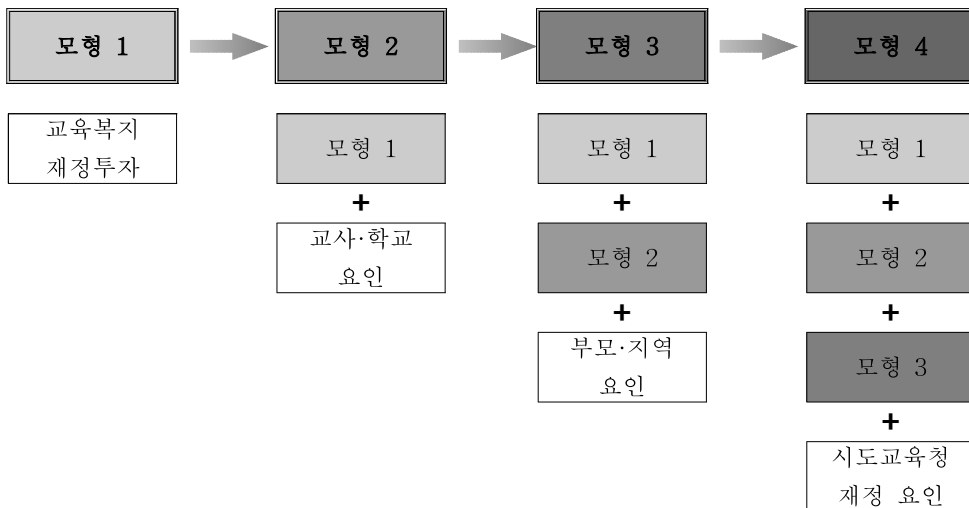 모형 1
모형 2
모형 3
모형 4
교육복지
재정투자
모형 1
+
교사·학교
요인
모형 1
+
모형 2
+
부모·지역
요인
모형 1
+
모형 2
+
모형 3
+
시도교육청
재정 요인